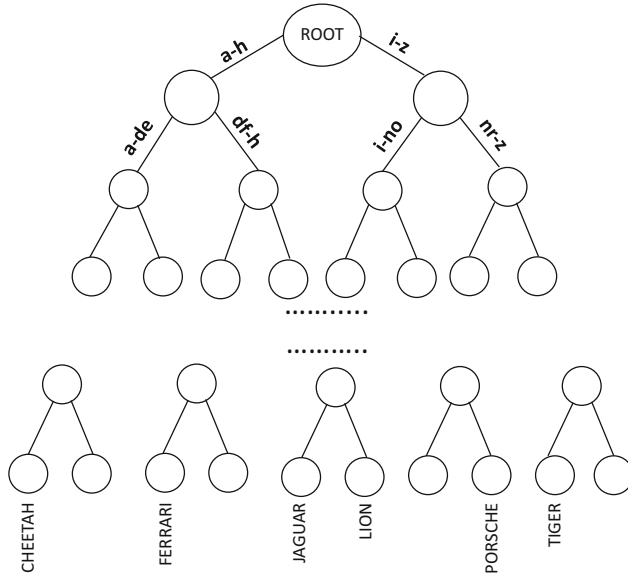 ROOT
a-h
i-z
a-de
df-h
i-no
nr-z
...........
...........
CHEETAH
FERRARI
JAGUAR
LION
PORSCHE
TIGER